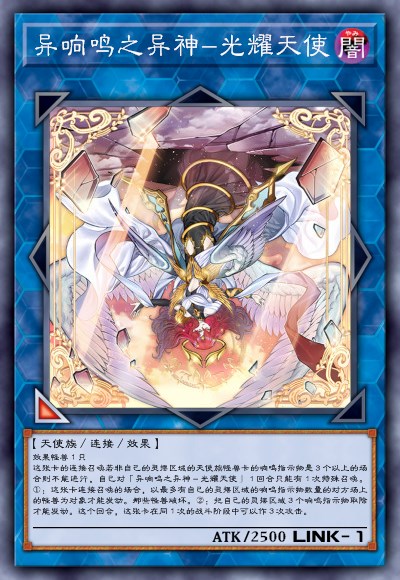 异响鸣之异神-光耀天使
闇
やみ
【天使族/连接/效果】
效果怪兽1只
这张卡的连接召唤若非自己的灵摆区域的天使族怪兽卡的响鸣指示物是3个以上的场
合则不能进行。自己对「异响鸣之异神-光耀天使」1回合只能有1次特殊召唤。
①：这张卡连接召唤的场合，以最多有自己的灵摆区域的响鸣指示物数量的对方场上
的怪兽为对象才能发动。那些怪兽破坏。②：把自己的灵摆区域3个响鸣指示物取除
才能发动。这个回合，这张卡在同1次的战斗阶段中可以作3次攻击。
ATK/2500 LINK-1